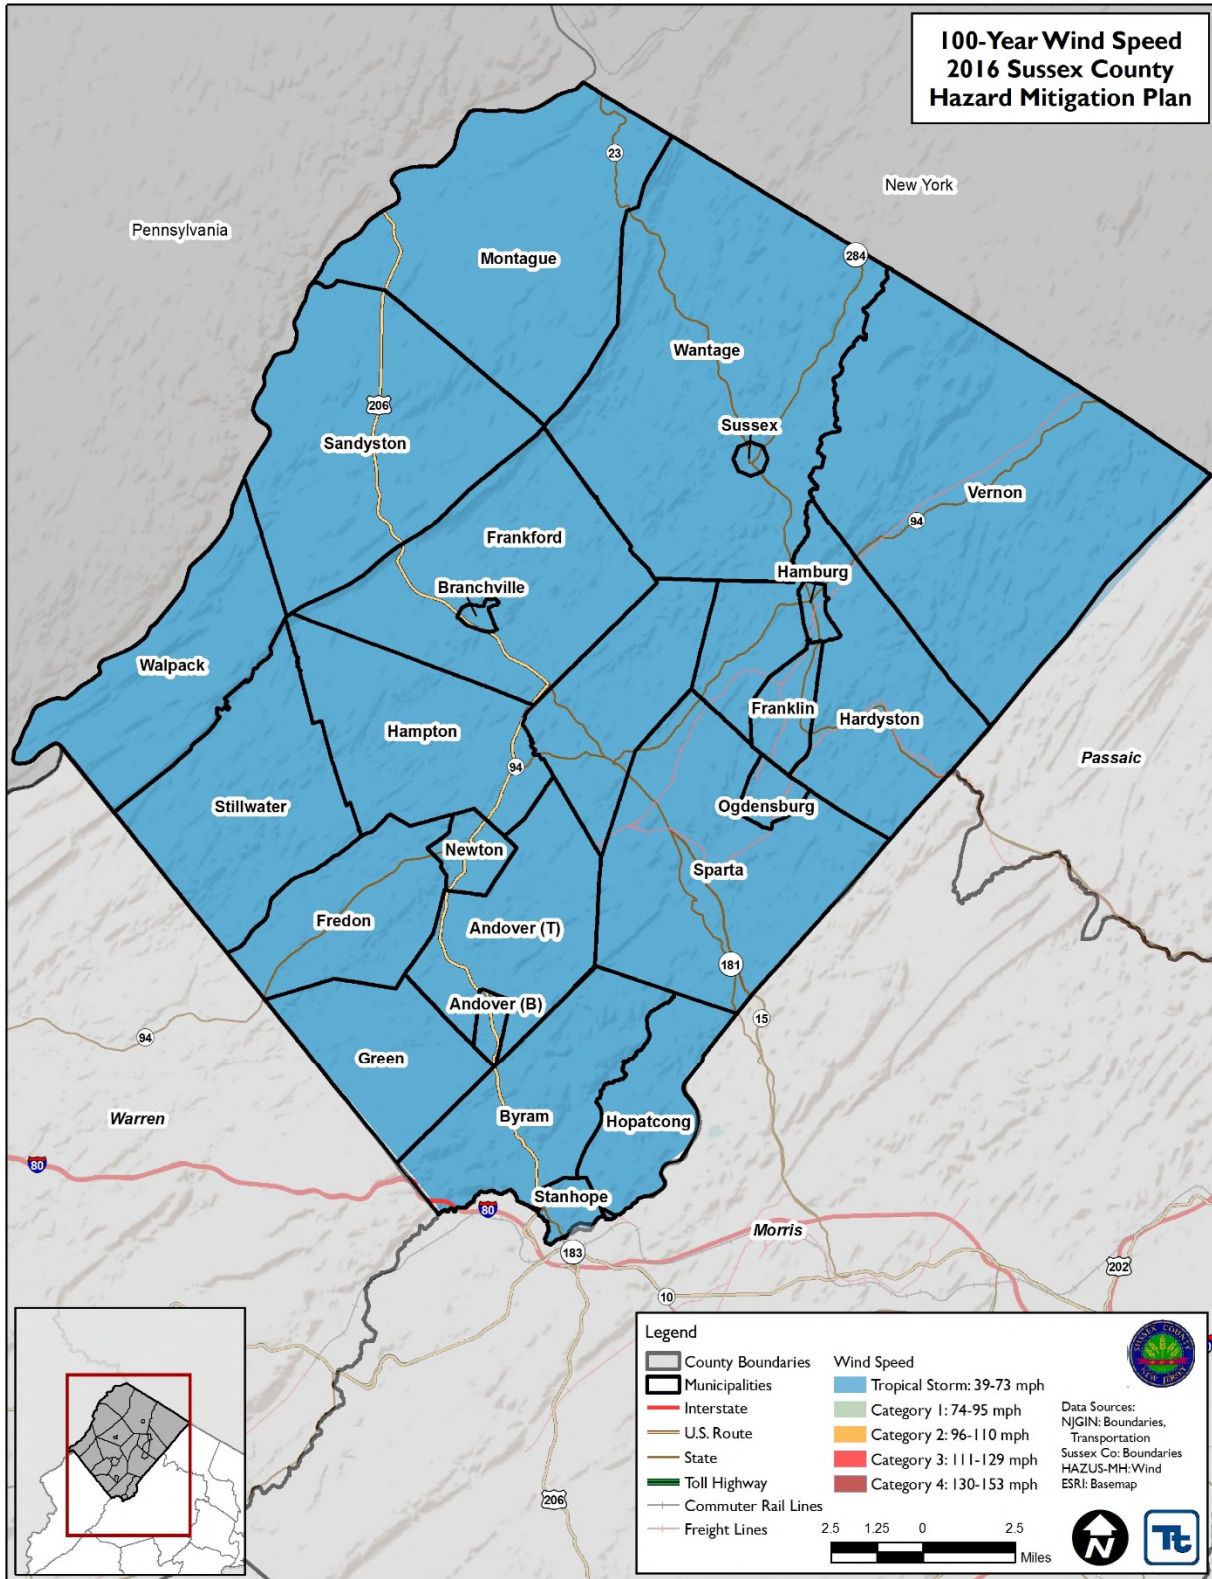 100-Year Wind Speed
2016 Sussex County
Hazard Mitigation Plan
23
New York
Pennsylvania
Montague
284
Wantage
206
Sussex
Sandyston
Vernon
94
Frankford
Hamburg
Branchville
Walpack
Franklin
Hardyston
Hampton
Passaic
94
Stillwater
Ogdensburg
Newton
Sparta
Fredon
Andover (T)
181
Andover (B)
15
94
Green
Warren
Byram
Hopatcong
80
Stanhope
80
Morris
183
202
10
206
Legend
County Boundaries
Municipalities
Interstate
U.S. Route
State
Toll Highway
Commuter Rail Lines
Freight Lines
Wind Speed
Tropical Storm: 39-73 mph
Category 1: 74-95 mph
Category 2: 96-110 mph
Category 3: 111-129 mph
Category 4: 130-153 mph
SUSSEX COUNTY
NEW JERSEY
Data Sources:
NJGIN: Boundaries,
Transportation
Sussex Co: Boundaries
HAZUS-MH: Wind
ESRI: Basemap
2.5 1.25 0 2.5
Miles
N
Tt